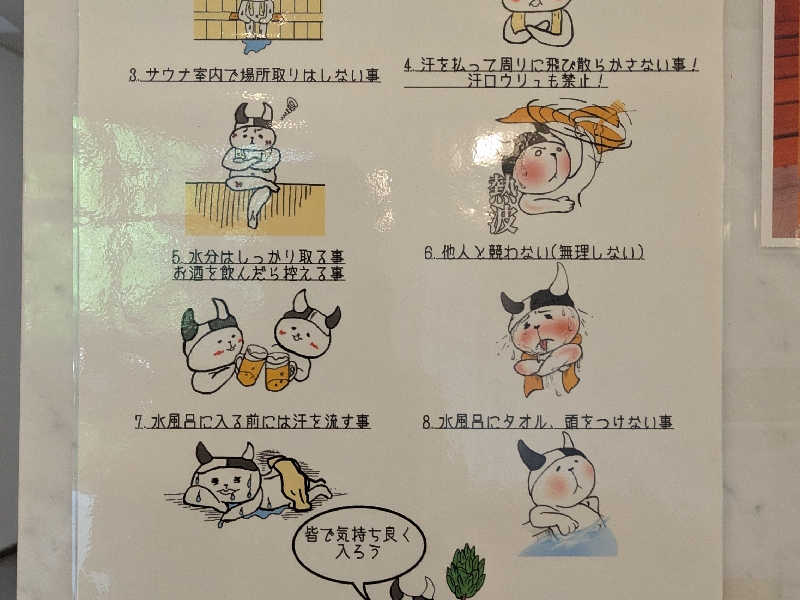 3. サウナ室内で場所取りはしない事
4. 汗を払って周りに飛び散らかさない事！
汗ロウリュも禁止！
熱波
5. 水分はしっかり取る事
お酒を飲んだら控える事
6. 他人と競わない(無理しない)
7. 水風呂に入る前には汗を流す事
8. 水風呂にタオル、頭をつけない事
皆で気持ち良く
入ろう